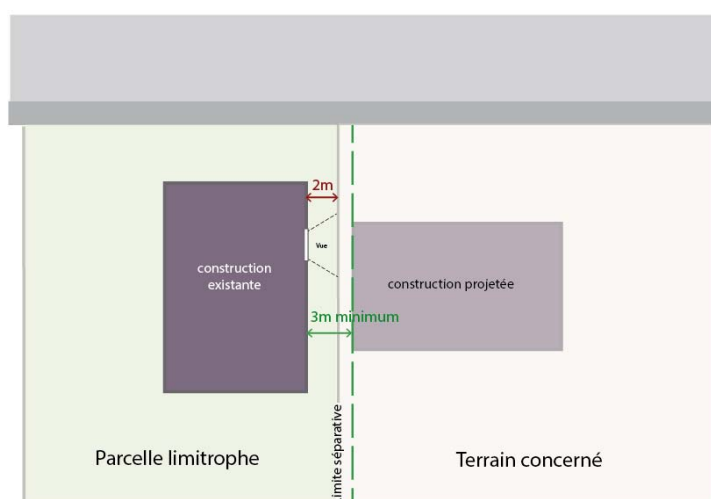 2m
Vue
construction
existante
construction projetée
3m minimum
Limite séparative
Parcelle limitrophe
Terrain concerné